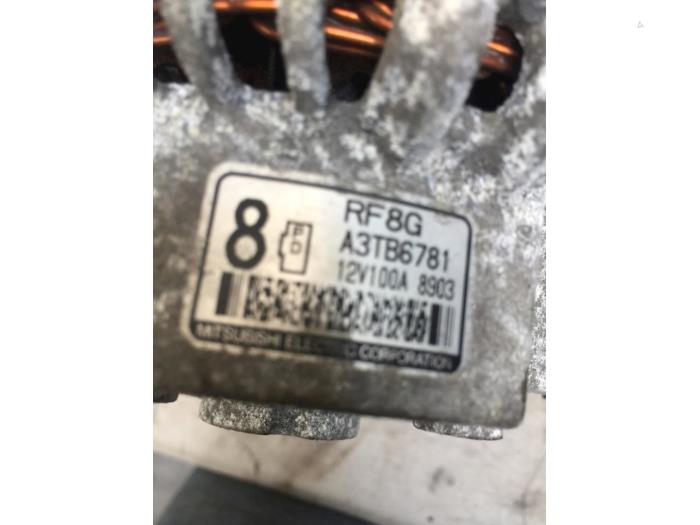 8
P
D
RF8G
A3TB6781
12V100A 8903
MITSUBISHI ELECTRIC CORPORATION